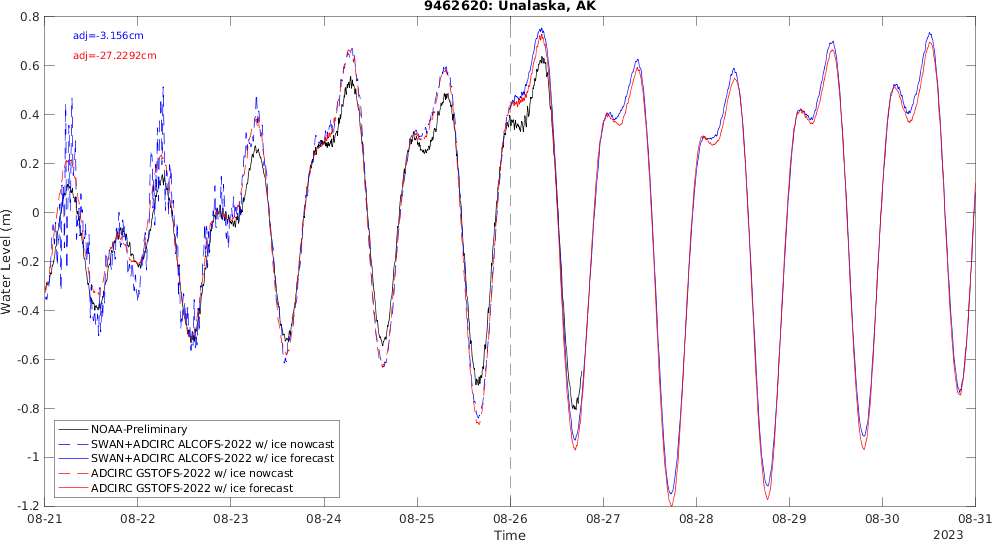 9462620: Unalaska, AK
adj=-3.156cm
adj=-27.2292cm
Water Level (m)
0.8
0.6
0.4
0.2
0
-0.2
-0.4
-0.6
-0.8
-1
-1.2
NOAA-Preliminary
SWAN+ADCIRC ALCOFS-2022 w/ ice nowcast
SWAN+ADCIRC ALCOFS-2022 w/ ice forecast
ADCIRC GSTOFS-2022 w/ ice nowcast
ADCIRC GSTOFS-2022 w/ ice forecast
08-21 08-22 08-23 08-24 08-25 08-26 08-27 08-28 08-29 08-30 08-31
Time
2023